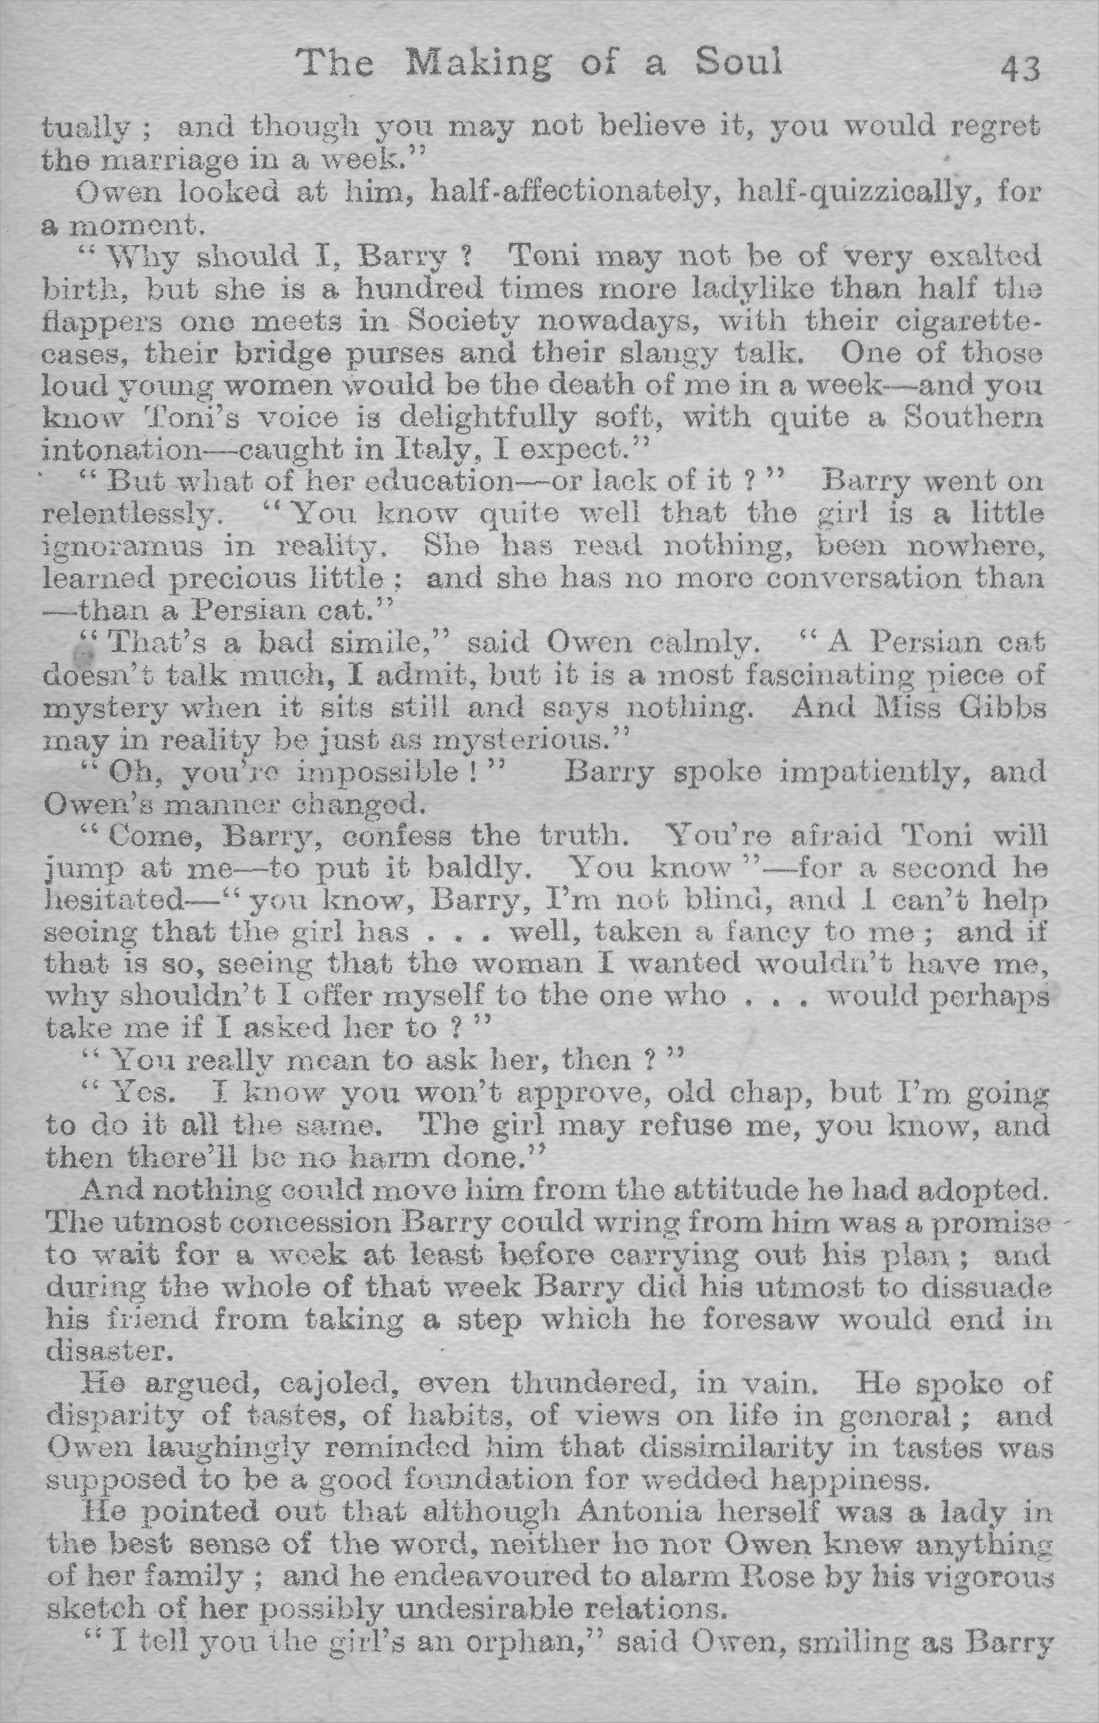 The Making of a Soul 43
tually ; and though you may not believe it, you would regret
the marriage in a week.”
Owen looked at him, half-affectionately, half-quizzically, for
a moment.
“ Why should I, Barry ? Toni may not be of very exalted
birth, but she is a hundred times more ladylike than half the
flappers one meets in Society nowadays, with their cigarette-
cases, their bridge purses and their slangy talk. One of those
loud young women would be the death of me in a week—and you
know Toni’s voice is delightfully soft, with quite a Southern
intonation—caught in Italy, I expect.”
“ But what of her education—or lack of it ? ” Barry went on
relentlessly. “ You know quite well that the girl is a little
ignoramus in reality. She has read nothing, been nowhere,
learned precious little ; and she has no more conversation than
—than a Persian cat.”
“ That’s a bad simile,” said Owen calmly. “ A Persian cat
doesn’t talk much, I admit, but it is a most fascinating piece of
mystery when it sits still and says nothing. And Miss Gibbs
may in reality be just as mysterious.”
“ Oh, you’re impossible ! ” Barry spoke impatiently, and
Owen’s manner changed.
“ Come, Barry, confess the truth. You’re afraid Toni will
jump at me—to put it baldly. You know ”—for a second he
hesitated—“ you know, Barry, I’m not blind, and I can’t help
seeing that the girl has . . . well, taken a fancy to me ; and if
that is so, seeing that the woman I wanted wouldn’t have me,
why shouldn’t I offer myself to the one who . . . would perhaps
take me if I asked her to ? ”
“ You really mean to ask her, then ? ”
“ Yes. I know you won’t approve, old chap, but I’m going
to do it all the same. The girl may refuse me, you know, and
then there’ll be no harm done.”
And nothing could move him from the attitude he had adopted.
The utmost concession Barry could wring from him was a promise
to wait for a week at least before carrying out his plan ; and
during the whole of that week Barry did his utmost to dissuade
his friend from taking a step which he foresaw would end in
disaster.
He argued, cajoled, even thundered, in vain. He spoke of
disparity of tastes, of habits, of views on life in general ; and
Owen laughingly reminded him that dissimilarity in tastes was
supposed to be a good foundation for wedded happiness.
He pointed out that although Antonia herself was a lady in
the best sense of the word, neither he nor Owen knew anything
of her family ; and he endeavoured to alarm Rose by his vigorous
sketch of her possibly undesirable relations.
“ I tell you the girl’s an orphan,” said Owen, smiling as Barry